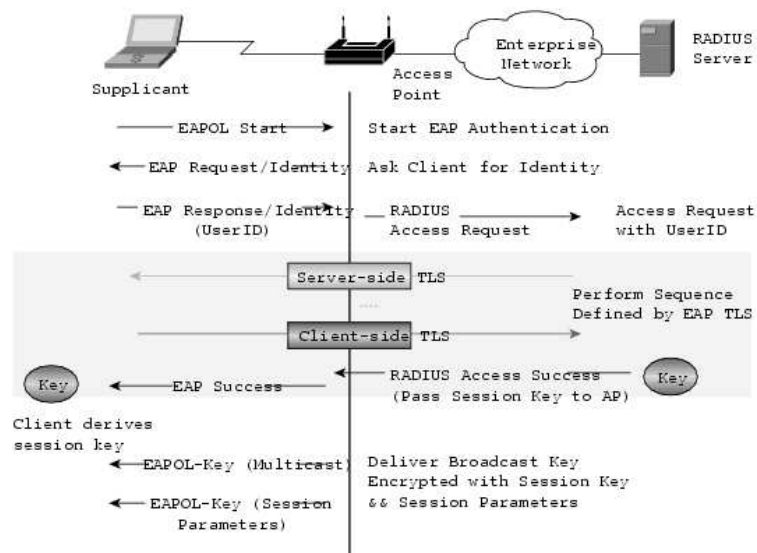 Enterprise
Network
RADIUS
Server
Supplicant
Access
Point
EAPOL Start
Start EAP Authentication
EAP Request/Identity
Ask Client for Identity
EAP Response/Identity
(UserID)
RADIUS
Access Request
Access Request
with UserID
Server-side TLS
....
Perform Sequence
Defined by EAP TLS
Client-side TLS
Key
EAP Success
RADIUS Access Success
(Pass Session Key to AP)
Key
Client derives
session key
EAPOL-Key (Multicast)
Deliver Broadcast Key
Encrypted with Session Key
&& Session Parameters
EAPOL-Key (Session
Parameters)